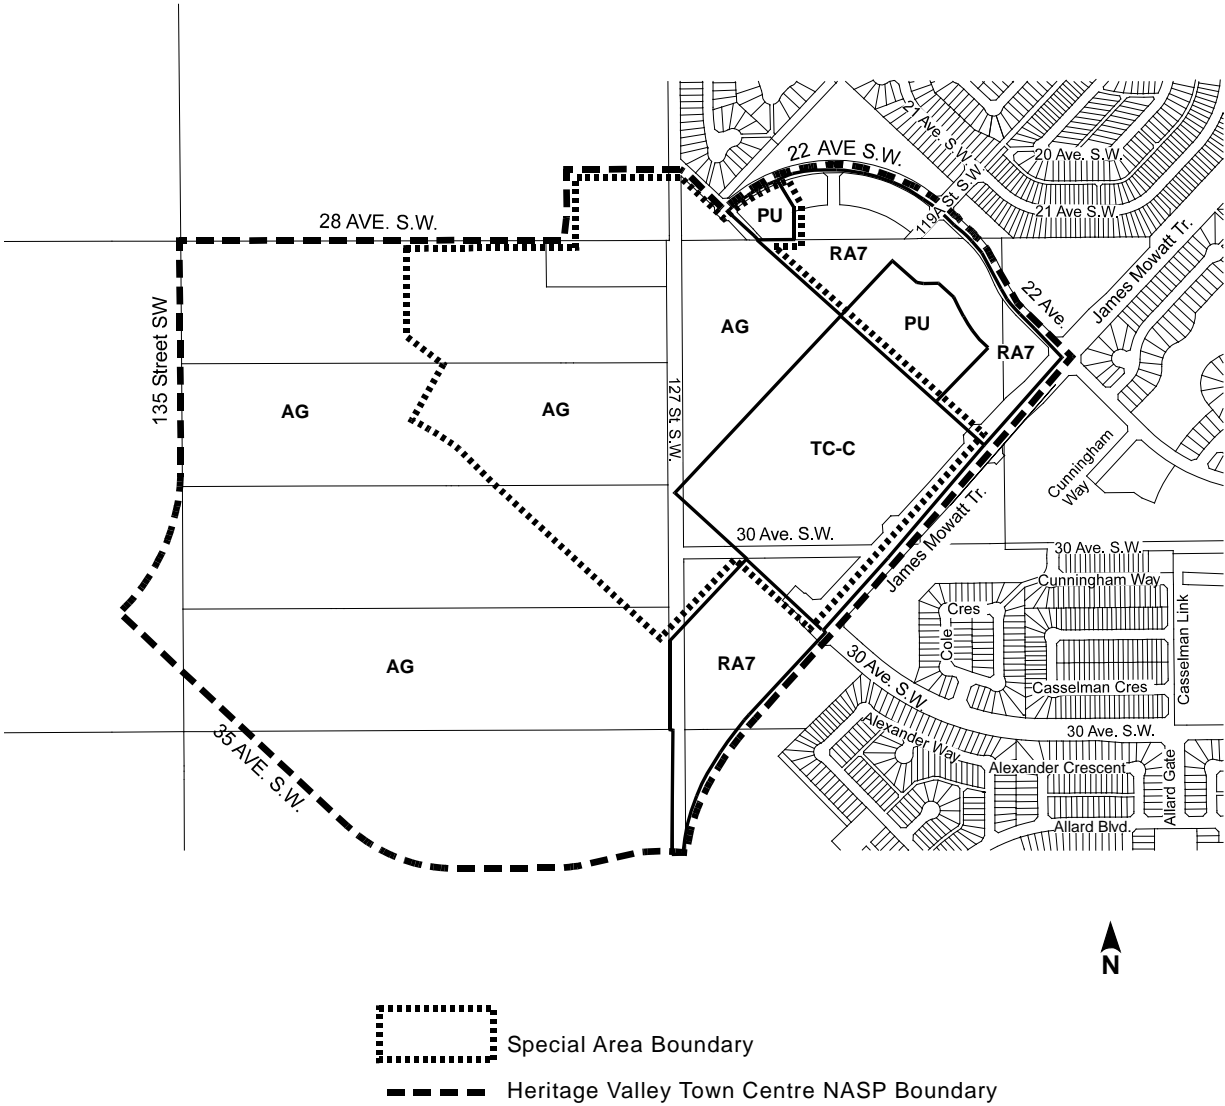 21 Ave. S.W.
22 AVE S.W.
20 Ave. S.W.
119A St. S.W.
21 Ave S.W.
PU
28 AVE. S.W.
RA7
James Mowatt Tr.
22 Ave.
135 Street SW
AG
PU
RA7
AG
AG
127 St. S.W.
TC-C
Cunningham
Way
30 Ave. S.W.
James Mowatt Tr.
30 Ave. S.W.
Cunningham Way
Cres
Cole
Casselman Link
AG
RA7
30 Ave. S.W.
Casselman Cres
35 AVE. S.W.
Alexander Way
30 Ave. S.W.
Alexander Crescent
Allard Gate
Allard Blvd.
N
Special Area Boundary
Heritage Valley Town Centre NASP Boundary